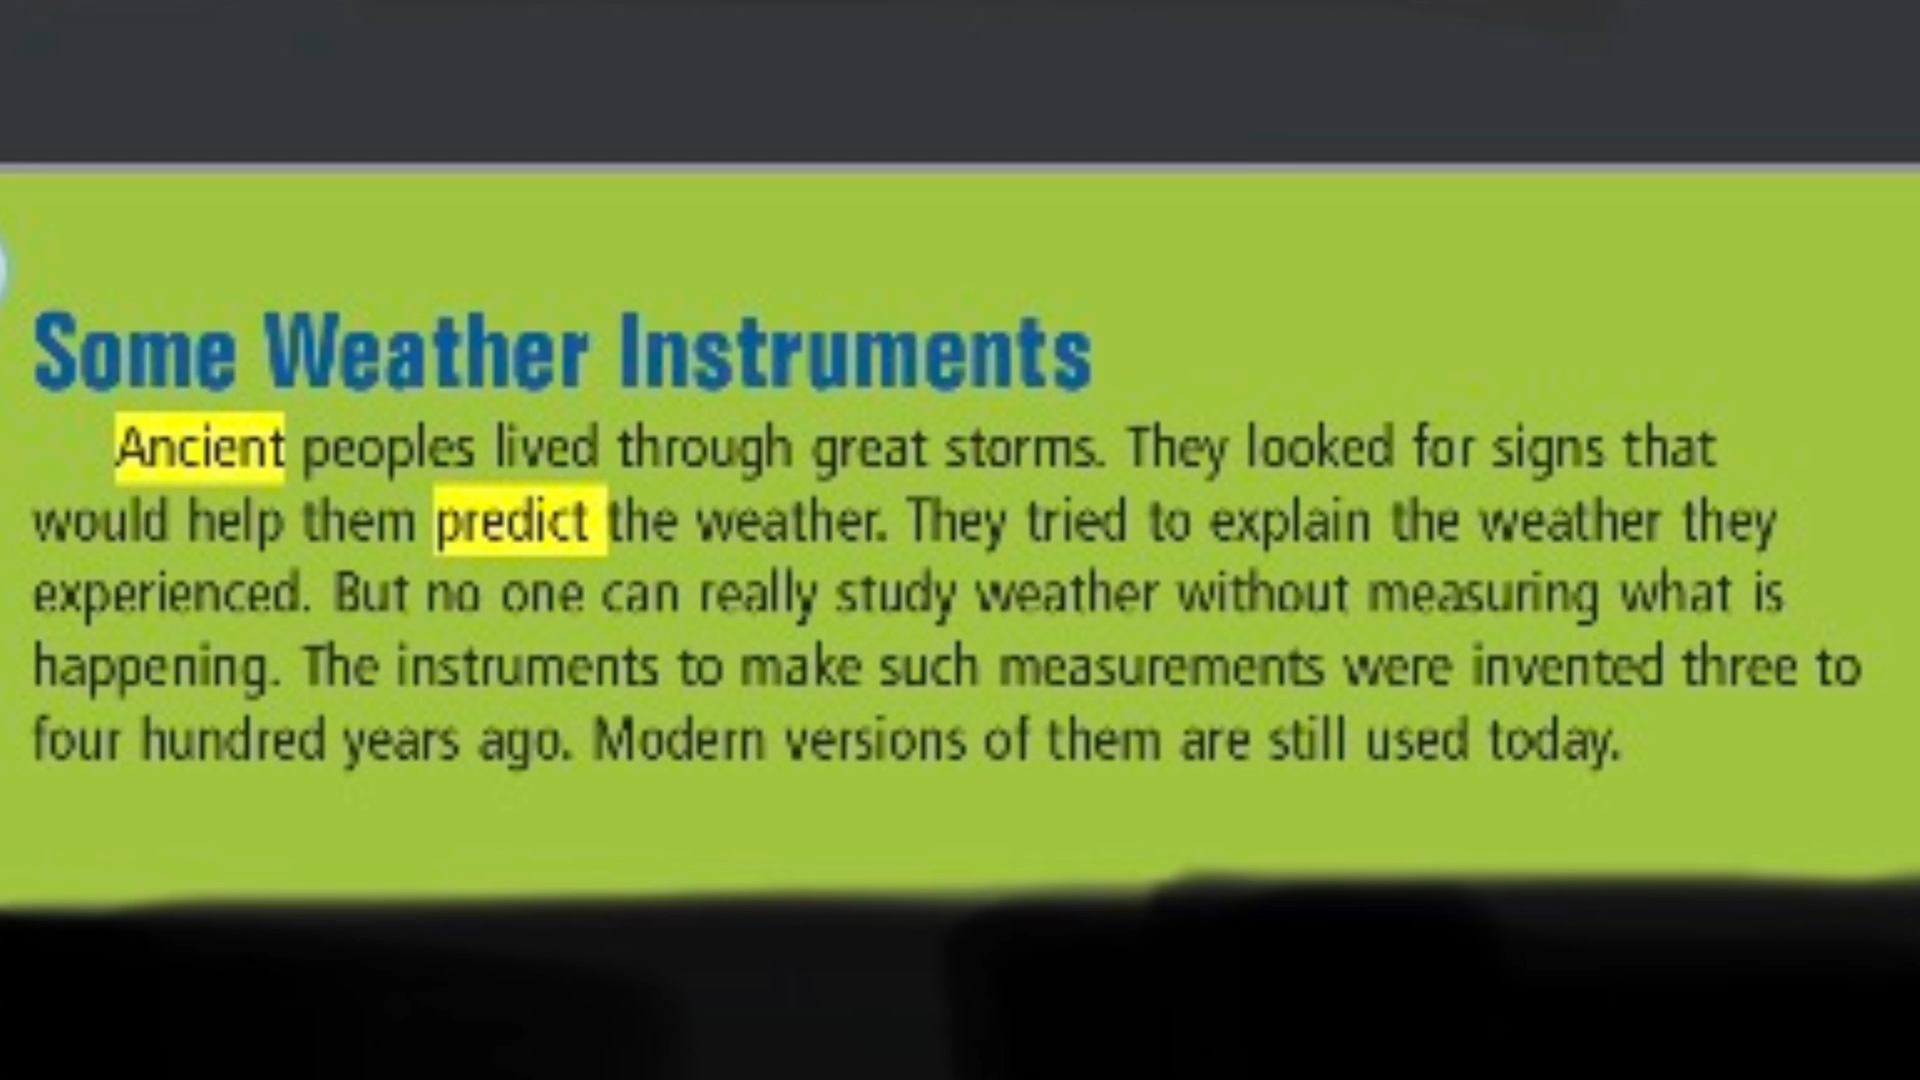 Some Weather Instruments
Ancient peoples lived through great storms. They looked for signs that
would help them predict the weather. They tried to explain the weather they
experienced. But no one can really study weather without measuring what is
happening. The instruments to make such measurements were invented three to
four hundred years ago. Modern versions of them are still used today.